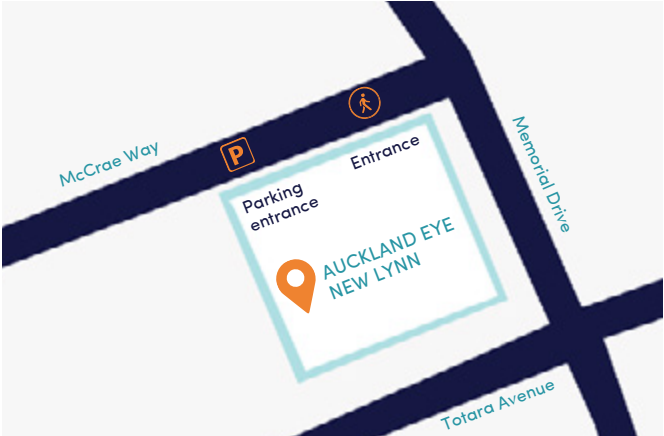 McCrae Way
P
Entrance
Parking
entrance
Memorial Drive
AUCKLAND EYE
NEW LYNN
Totara Avenue